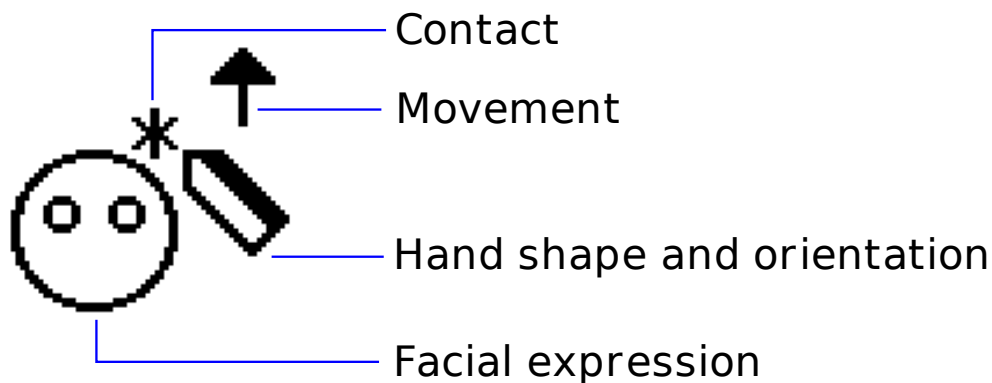 Contact
Movement
Hand shape and orientation
Facial expression